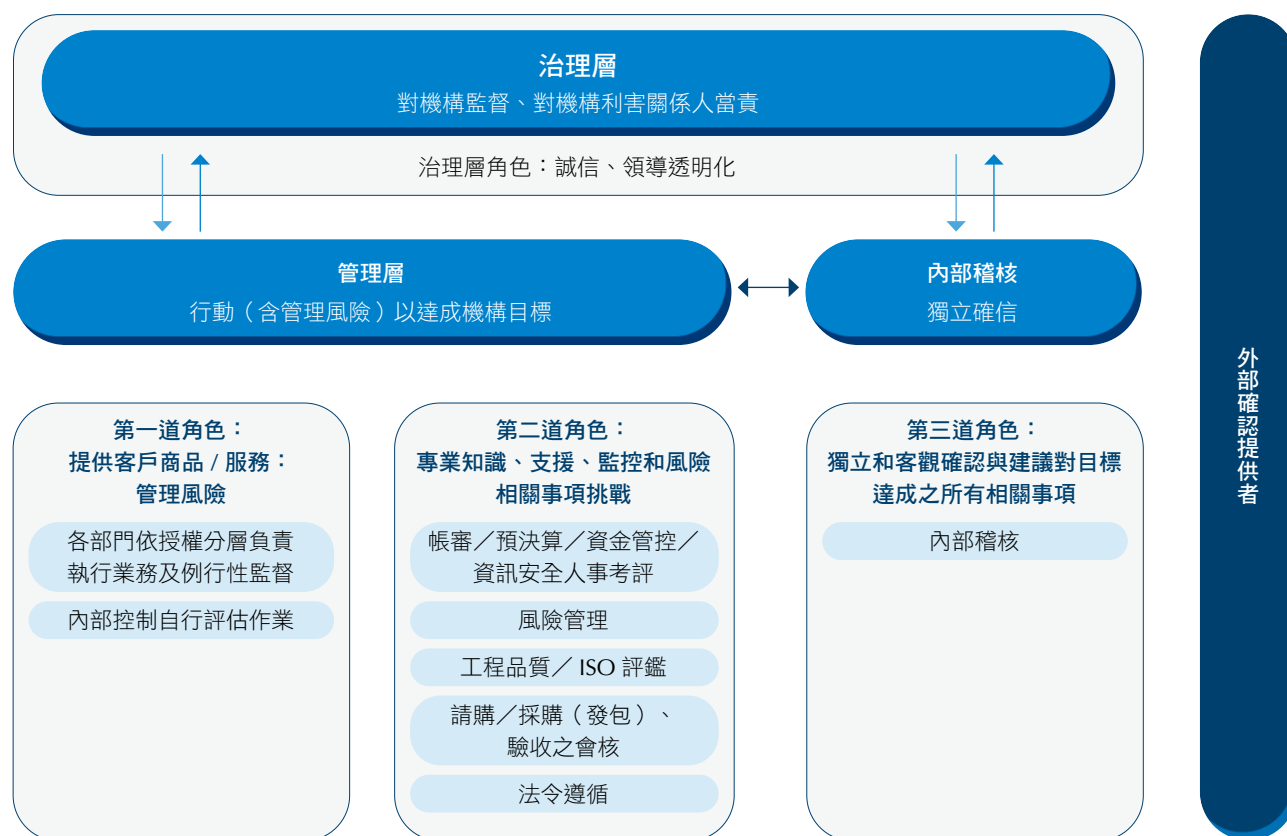 治理層
對機構監督、對機構利害關係人當責
治理層角色：誠信、領導透明化
管理層
行動（含管理風險）以達成機構目標
內部稽核
獨立確信
第一道角色：
提供客戶商品 / 服務：
管理風險
各部門依授權分層負責
執行業務及例行性監督
內部控制自行評估作業
第二道角色：
專業知識、支援、監控和風險
相關事項挑戰
帳審／預決算／資金管控／
資訊安全人事考評
風險管理
工程品質／ ISO 評鑑
請購／採購（發包）、
驗收之會核
法令遵循
第三道角色：
獨立和客觀確認與建議對目標
達成之所有相關事項
內部稽核
外部確認提供者